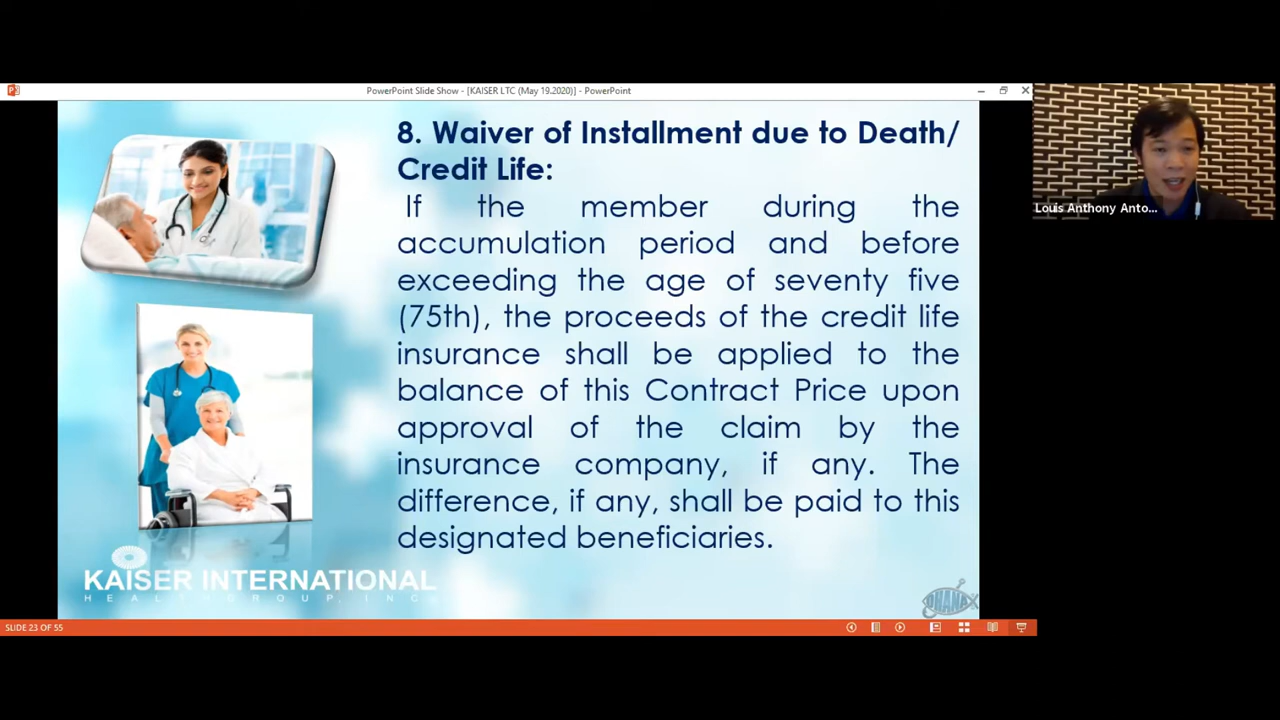 PowerPoint Slide Show - [KAISER LTC (May 19.2020)] - PowerPoint
8. Waiver of Installment due to Death/
Credit Life:
If the member during the
accumulation period and before
exceeding the age of seventy five
(75th), the proceeds of the credit life
insurance shall be applied to the
balance of this Contract Price upon
approval of the claim by the
insurance company, if any. The
difference, if any, shall be paid to this
designated beneficiaries.
Louis Anthony Anto...
KAISER INTERNATIONAL
HEALTHGROUP, INC
OHANA
SLIDE 23 OF 55